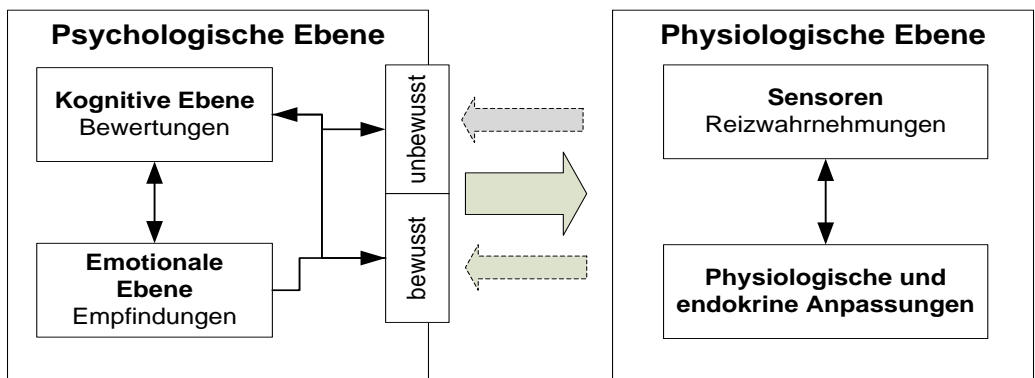 Psychologische Ebene
Kognitive Ebene
Bewertungen
Emotionale
Ebene
Empfindungen
unbewusst
bewusst
Physiologische Ebene
Sensoren
Reizwahrnehmungen
Physiologische und
endokrine Anpassungen